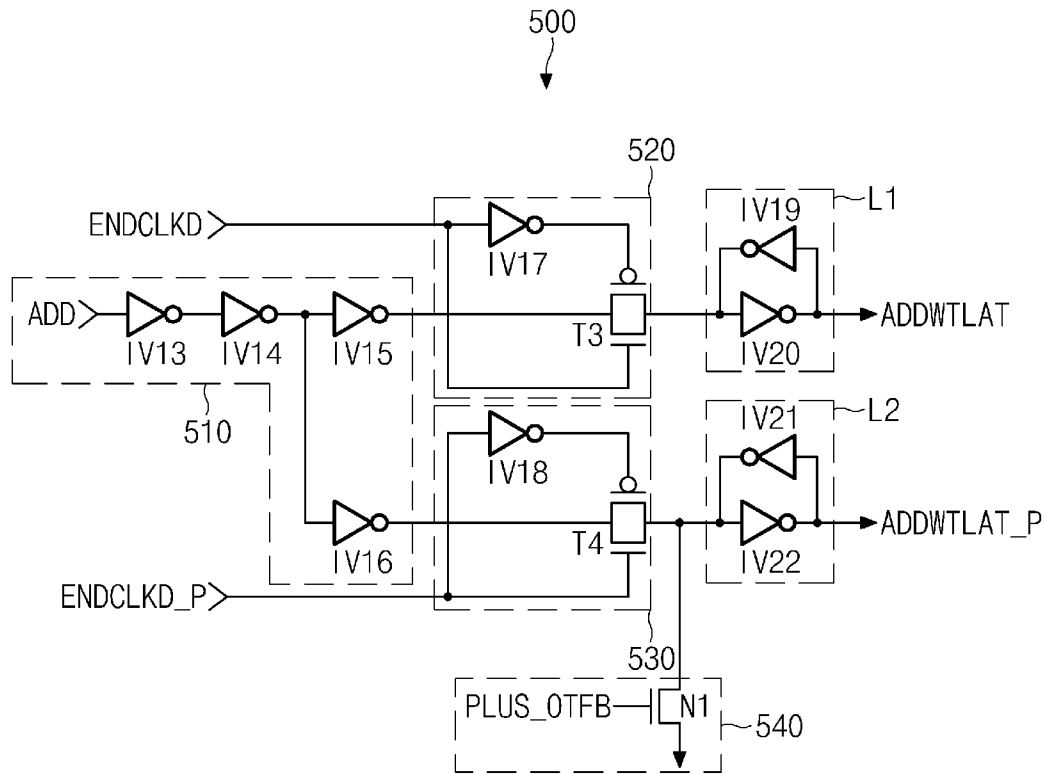 500
520
L1
ENDCLKD
IV17
IV19
ADD
IV13
IV14
IV15
T3
IV20
ADDWTLAT
510
L2
IV18
IV21
IV16
T4
IV22
ADDWTLAT_P
ENDCLKD_P
530
PLUS_OTFB
N1
540